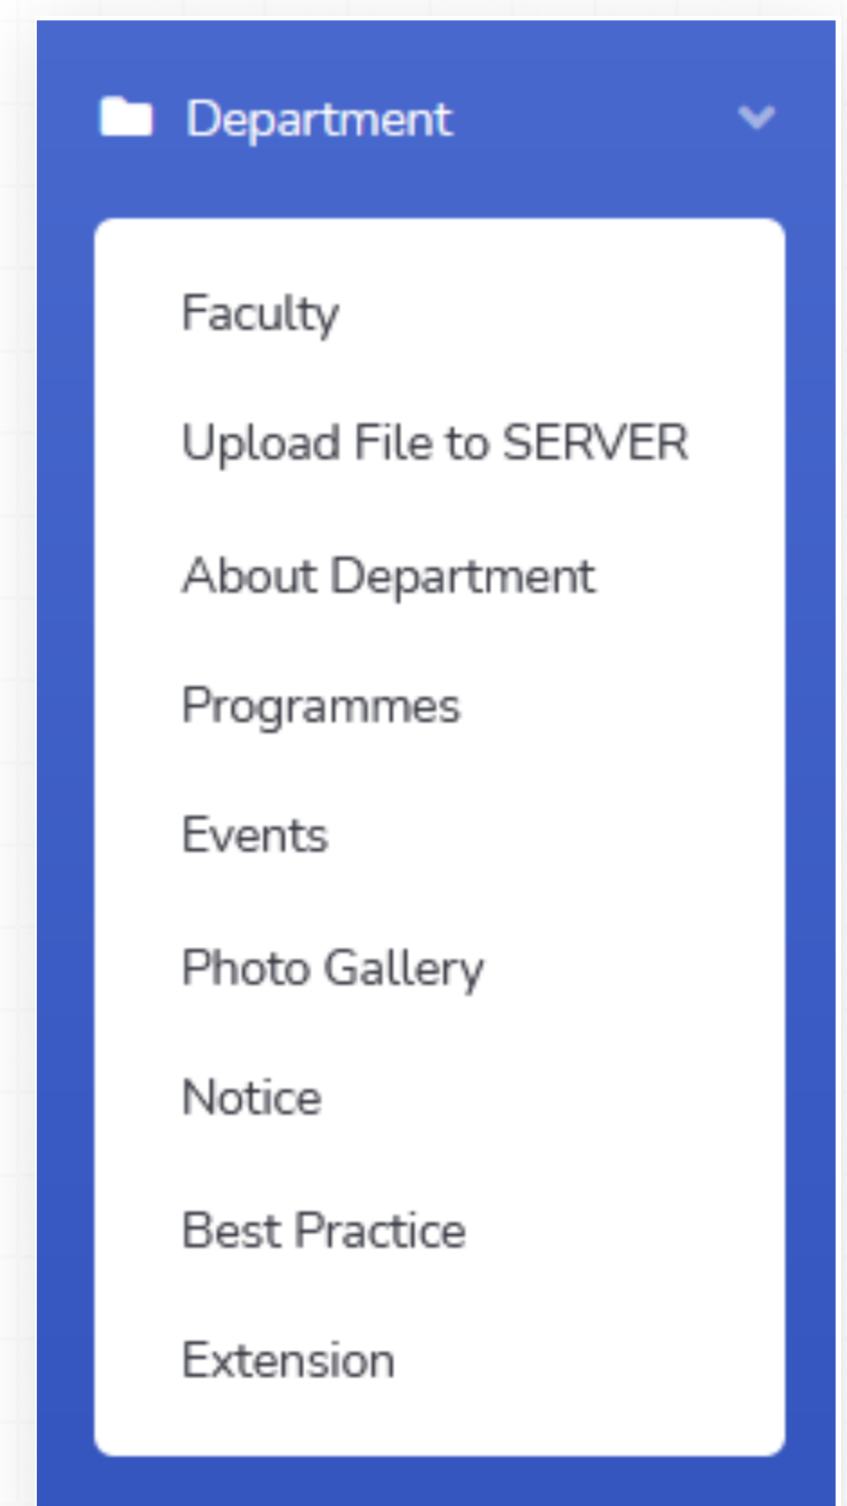 Department
Faculty
Upload File to SERVER
About Department
Programmes
Events
Photo Gallery
Notice
Best Practice
Extension